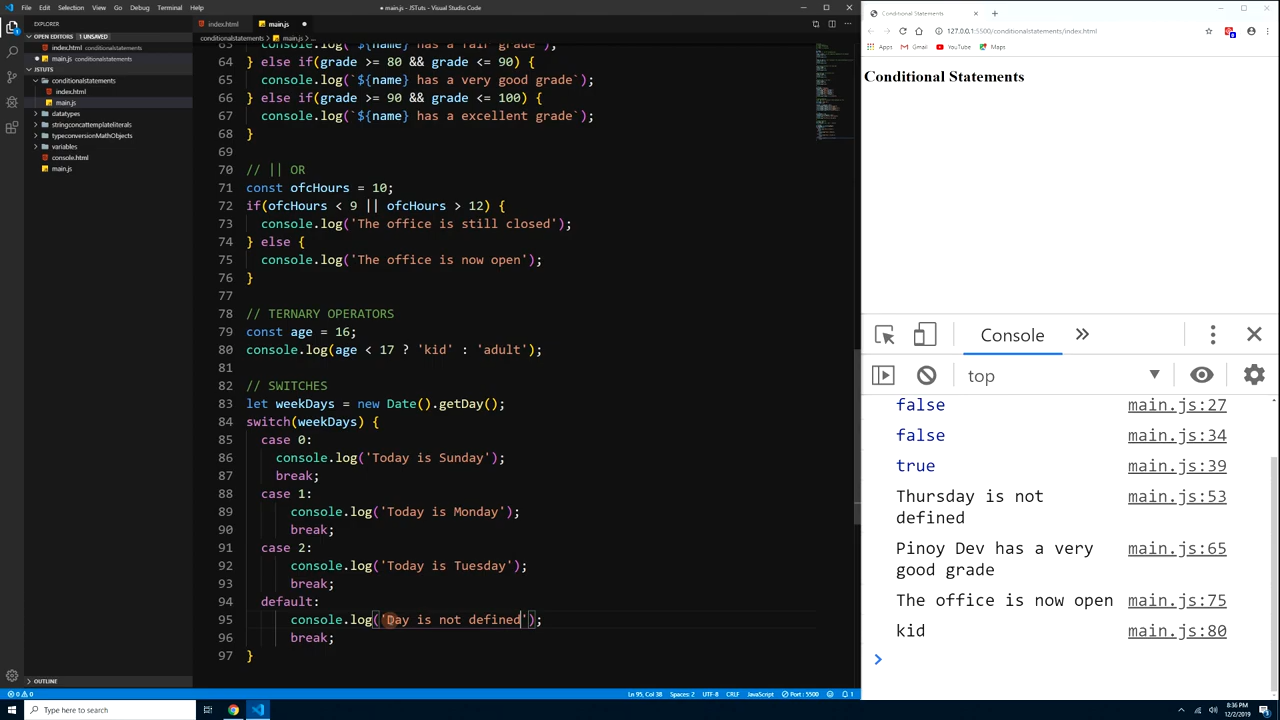 File Edit Selection View Go Debug Terminal Help
● main.js - JSTuts - Visual Studio Code
EXPLORER
OPEN EDITORS 1 UNSAVED
index.html conditionalstatements
main.js conditionalstatements
JSTUTS
conditionalstatements
index.html
main.js
datatypes
stringconcattemplateliterals
typeconversionMathObjects
variables
console.html
main.js
OUTLINE
index.html
main.js ●
conditionalstatements > main.js > ...
64 } else if(grade > 79 && grade <= 90) {
65 console.log(`${name} has a very good grade`);
66 } else if(grade > 90 && grade <= 100) {
67 console.log(`${name} has a excellent grade`);
68 }
69
70 // || OR
71 const ofcHours = 10;
72 if(ofcHours < 9 || ofcHours > 12) {
73 console.log('The office is still closed');
74 } else {
75 console.log('The office is now open');
76 }
77
78 // TERNARY OPERATORS
79 const age = 16;
80 console.log(age < 17 ? 'kid' : 'adult');
81
82 // SWITCHES
83 let weekDays = new Date().getDay();
84 switch(weekDays) {
85 case 0:
86 console.log('Today is Sunday');
87 break;
88 case 1:
89 console.log('Today is Monday');
90 break;
91 case 2:
92 console.log('Today is Tuesday');
93 break;
94 default:
95 console.log('Day is not defined');
96 break;
97 }
0 0
Ln 95, Col 38 Spaces: 2 UTF-8 CRLF JavaScript Port : 5500 1
Conditional Statements
127.0.0.1:5500/conditionalstatements/index.html
Apps Gmail YouTube Maps
Conditional Statements
Console
top
false main.js:27
false main.js:34
true main.js:39
Thursday is not defined main.js:53
Pinoy Dev has a very good grade main.js:65
The office is now open main.js:75
kid main.js:80
Type here to search
8:36 PM
12/2/2019